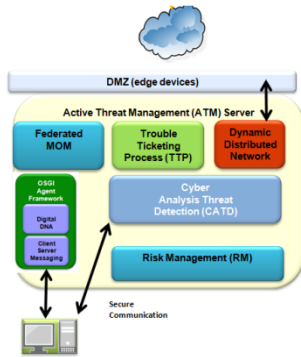 DMZ (edge devices)
Active Threat Management (ATM) Server
Federated
MOM
Trouble
Ticketing
Process (TTP)
Dynamic
Distributed
Network
OSGI
Agent
Framework
Digital
DNA
Client
Server
Messaging
Cyber
Analysis Threat
Detection (CATD)
Risk Management (RM)
Secure
Communication